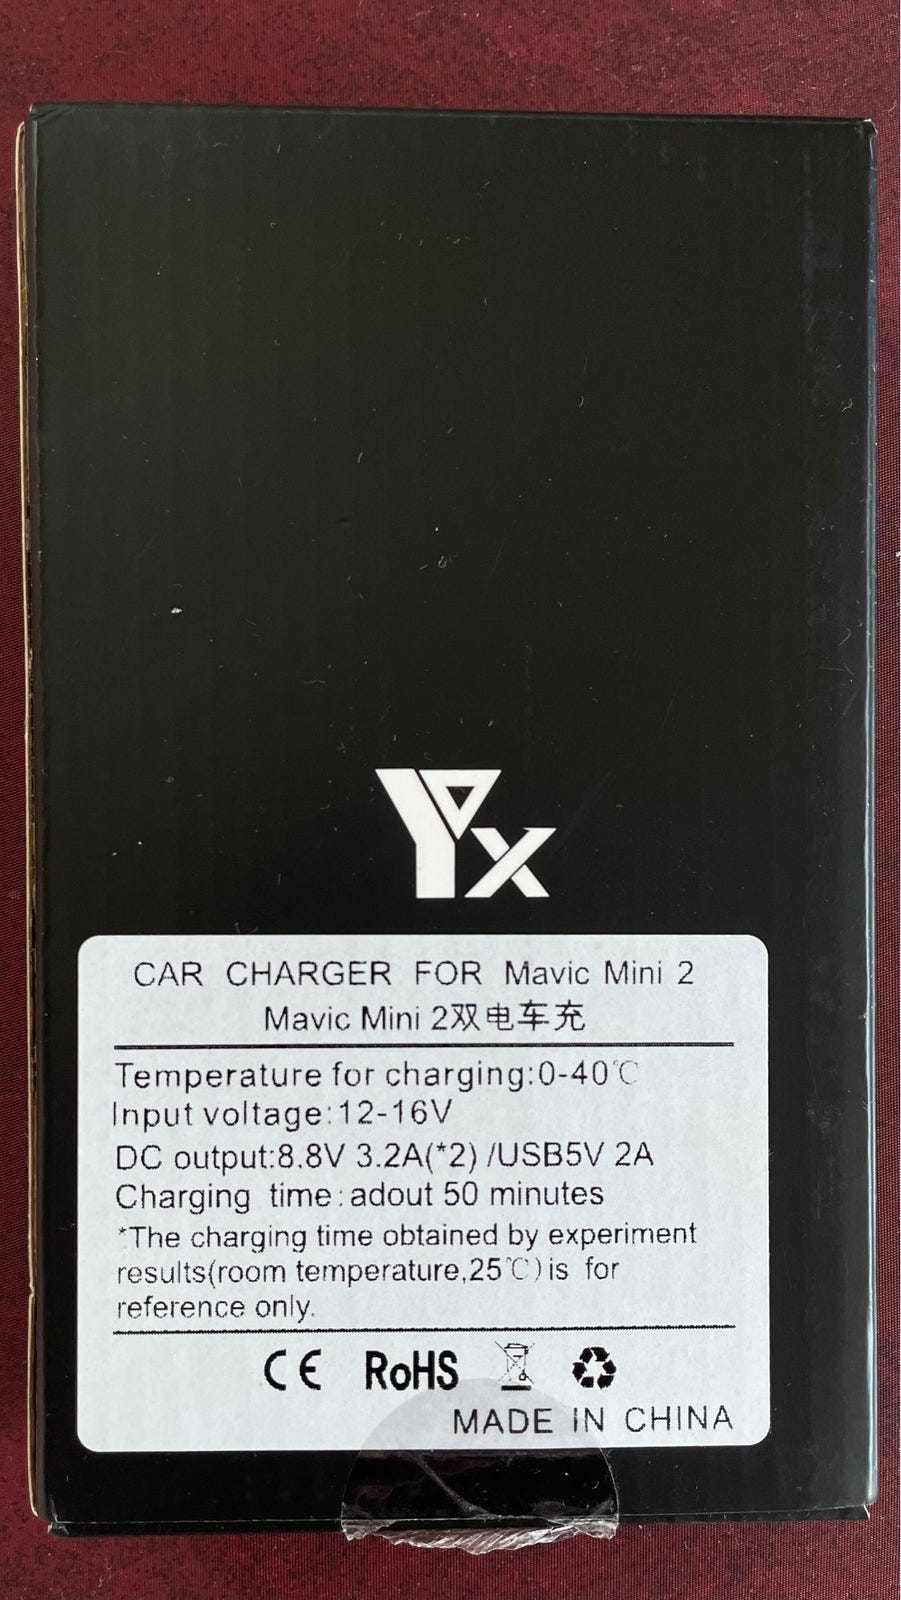 Yx
CAR CHARGER FOR Mavic Mini 2
Mavic Mini 2双电车充
Temperature for charging:0-40℃
Input voltage:12-16V
DC output:8.8V 3.2A(*2) /USB5V 2A
Charging time:adout 50 minutes
*The charging time obtained by experiment
results(room temperature,25℃)is for
reference only.
CE RoHS
MADE IN CHINA